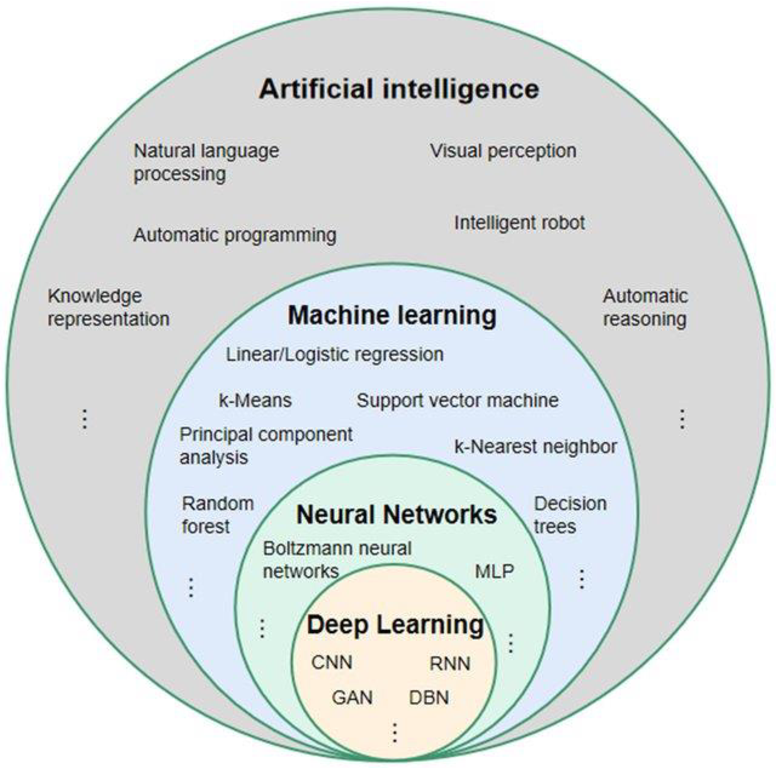 Artificial intelligence
Natural language
processing
Visual perception
Automatic programming
Intelligent robot
Knowledge
representation
Automatic
reasoning
Machine learning
Linear/Logistic regression
k-Means
Support vector machine
Principal component
analysis
k-Nearest neighbor
Random
forest
Decision
trees
Neural Networks
Boltzmann neural
networks
MLP
Deep Learning
CNN
RNN
GAN
DBN